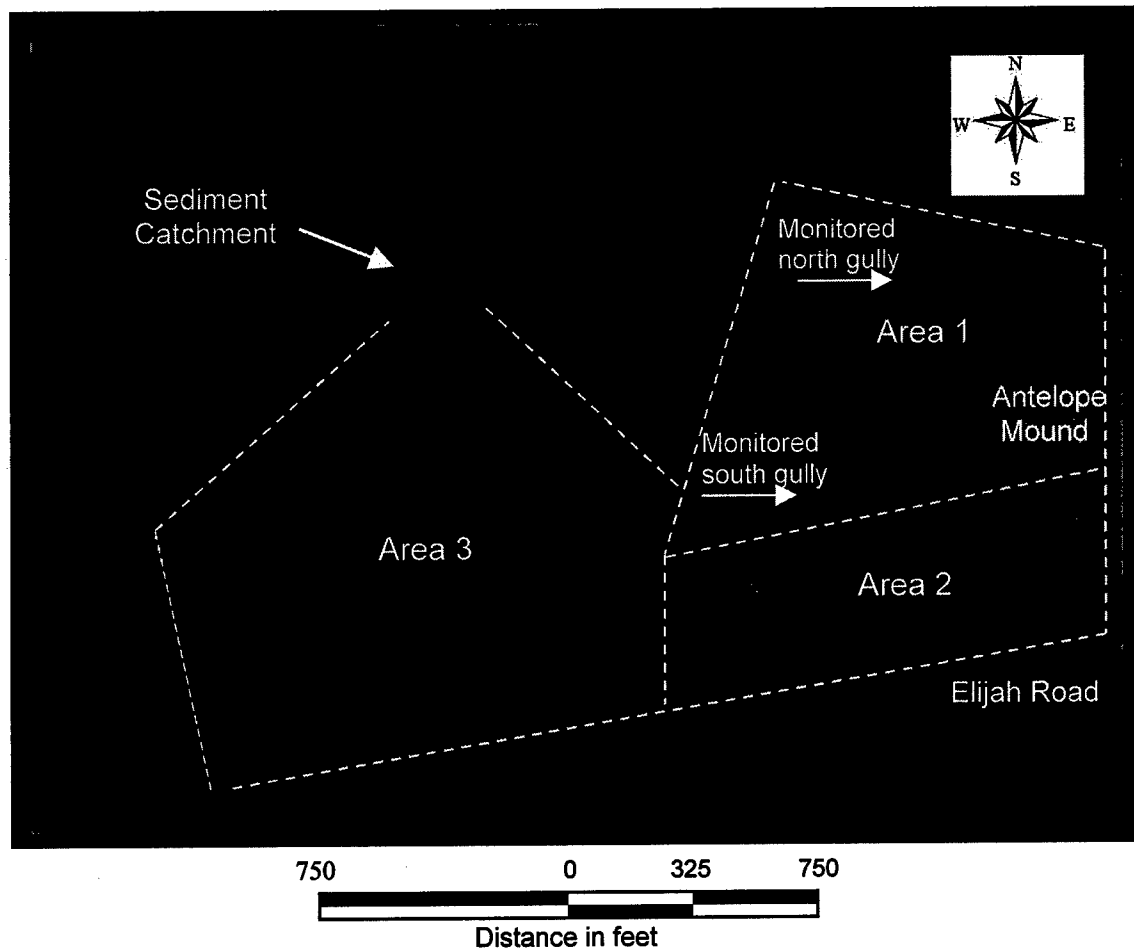 N
W E
S
Sediment
Catchment
Monitored
north gully
Area 1
Antelope
Mound
Monitored
south gully
Area 3
Area 2
Elijah Road
750 0 325 750
Distance in feet